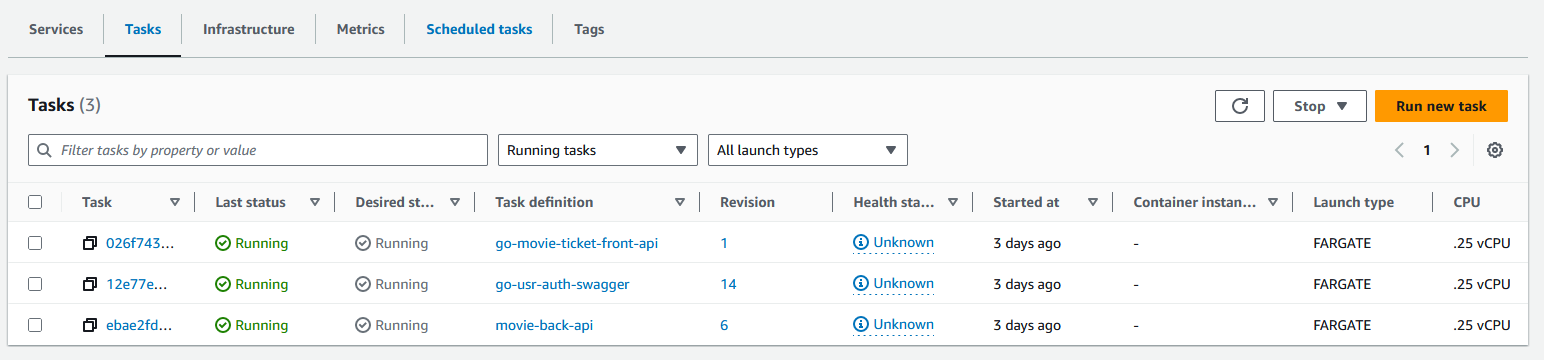 Services Tasks Infrastructure Metrics Scheduled tasks Tags
Tasks (3)
Stop Run new task
Filter tasks by property or value Running tasks All launch types 1
Task Last status Desired st... Task definition Revision Health sta... Started at Container instan... Launch type CPU
026f743... Running Running go-movie-ticket-front-api 1 Unknown 3 days ago - FARGATE .25 vCPU
12e77e... Running Running go-usr-auth-swagger 14 Unknown 3 days ago - FARGATE .25 vCPU
ebae2fd... Running Running movie-back-api 6 Unknown 3 days ago - FARGATE .25 vCPU